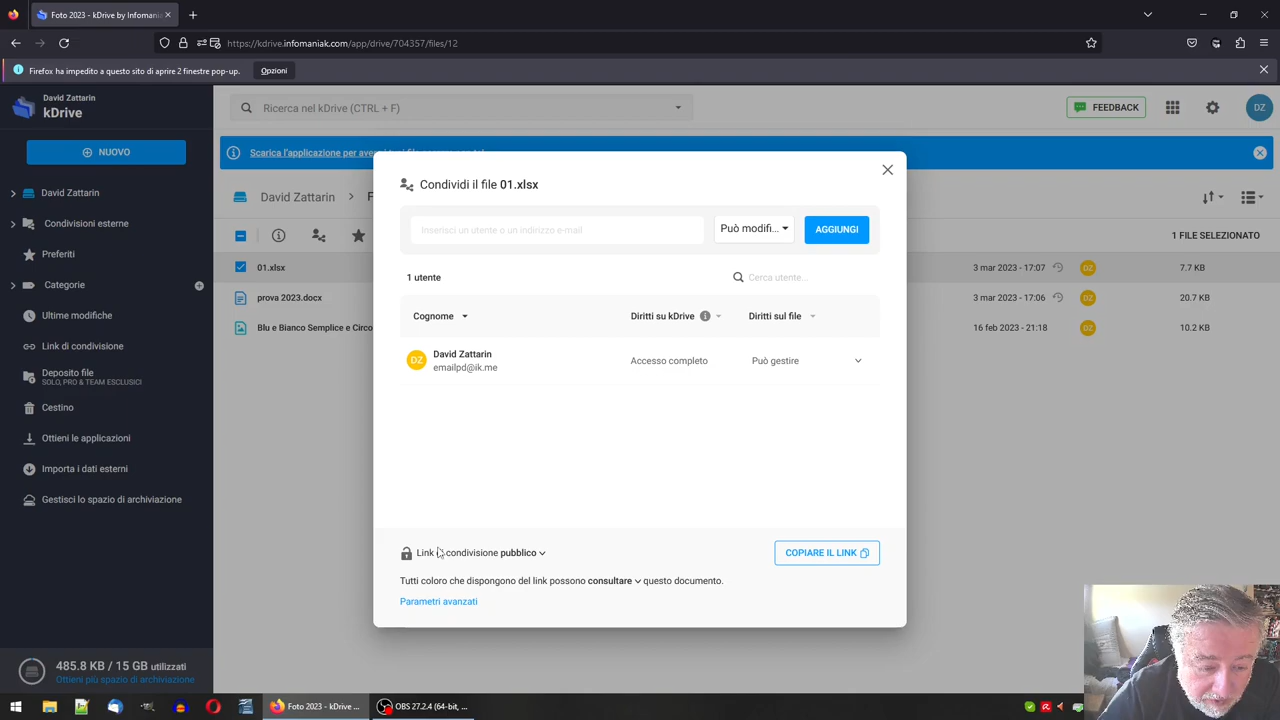 Foto 2023 - kDrive by Infomaniak
https://kdrive.infomaniak.com/app/drive/704357/files/12
Firefox ha impedito a questo sito di aprire 2 finestre pop-up.
Opzioni
David Zattarin
kDrive
Ricerca nel kDrive (CTRL + F)
FEEDBACK
DZ
NUOVO
Scarica l'applicazione per
David Zattarin
Condivisioni esterne
Preferiti
Categorie
Ultime modifiche
Link di condivisione
Deposito file
SOLO, PRO & TEAM ESCLUSICI
Cestino
Ottieni le applicazioni
Importa i dati esterni
Gestisci lo spazio di archiviazione
485.8 KB / 15 GB utilizzati
Ottieni più spazio di archiviazione
David Zattarin > F
1 FILE SELEZIONATO
01.xlsx 3 mar 2023 - 17:07 DZ 7.7 KB
prova 2023.docx 3 mar 2023 - 17:06 DZ 20.7 KB
Blu e Bianco Semplice e Circo 16 feb 2023 - 21:18 DZ 10.2 KB
Condividi il file 01.xlsx
Inserisci un utente o un indirizzo e-mail
Può modifi...
AGGIUNGI
1 utente
Cerca utente...
Cognome Diritti su kDrive Diritti sul file
DZ David Zattarin Accesso completo Può gestire
emailpd@ik.me
Link di condivisione pubblico
COPIARE IL LINK
Tutti coloro che dispongono del link possono consultare questo documento.
Parametri avanzati
Foto 2023 - kDrive ...
OBS 27.2.4 (64-bit, ...